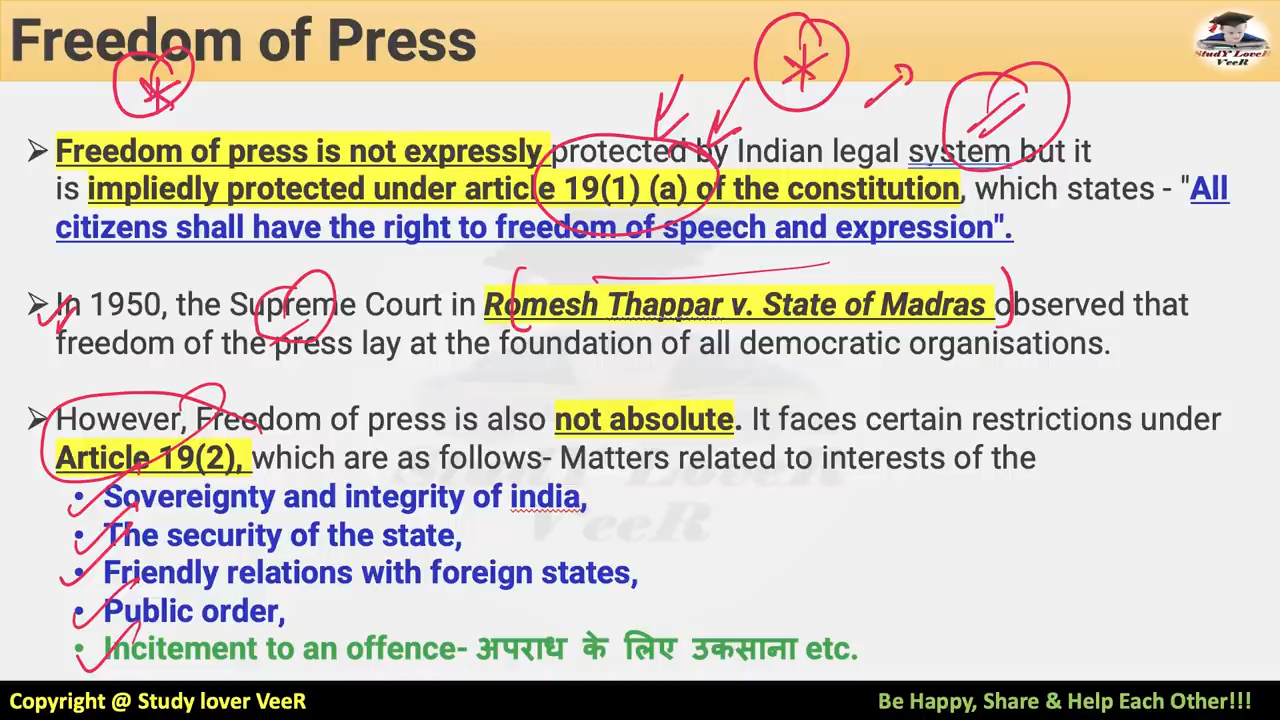 Freedom of Press
StudY LoveR
VeeR
➤ Freedom of press is not expressly protected by Indian legal system but it
is impliedly protected under article 19(1) (a) of the constitution, which states - "All
citizens shall have the right to freedom of speech and expression".
➤ In 1950, the Supreme Court in Romesh Thappar v. State of Madras observed that
freedom of the press lay at the foundation of all democratic organisations.
➤ However, Freedom of press is also not absolute. It faces certain restrictions under
Article 19(2), which are as follows- Matters related to interests of the
• Sovereignty and integrity of india,
• The security of the state,
• Friendly relations with foreign states,
• Public order,
• Incitement to an offence- अपराध के लिए उकसाना etc.
StudY LoveR
VeeR
Copyright @ Study lover VeeR
Be Happy, Share & Help Each Other!!!